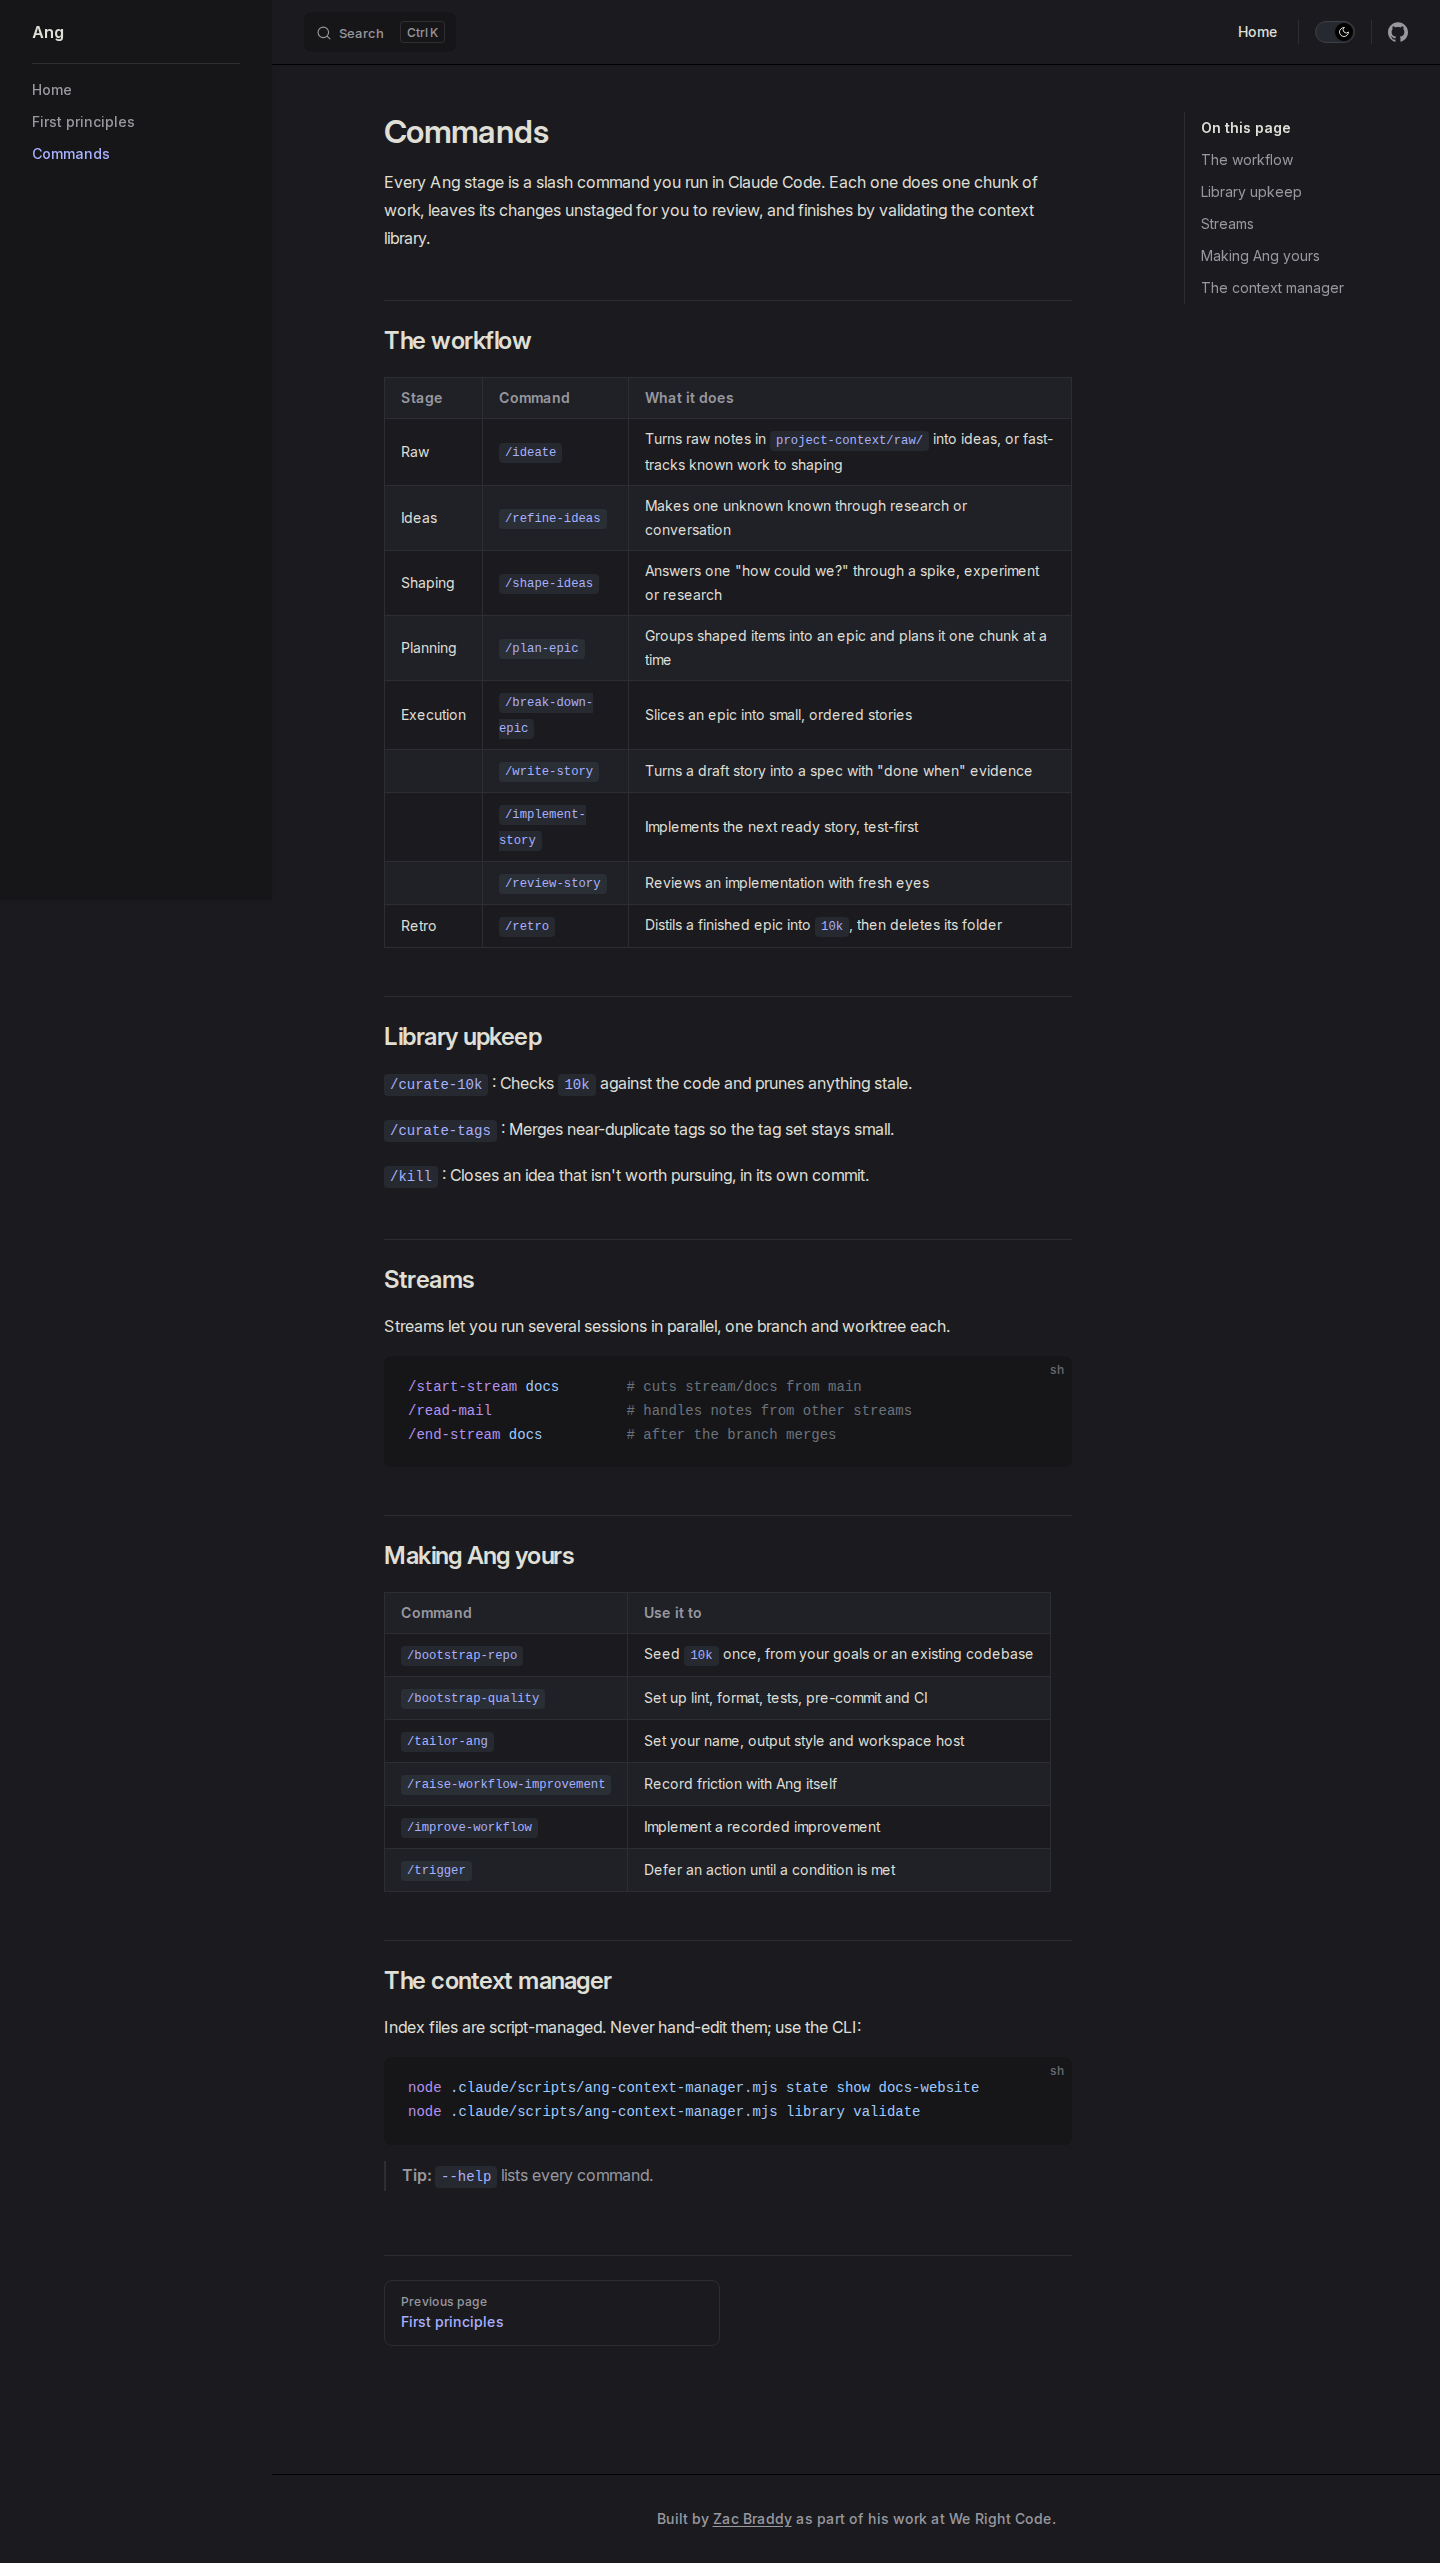 Ang
Search Ctrl K
Home
Home
First principles
Commands
Commands
Every Ang stage is a slash command you run in Claude Code. Each one does one chunk of
work, leaves its changes unstaged for you to review, and finishes by validating the context
library.
On this page
The workflow
Library upkeep
Streams
Making Ang yours
The context manager
The workflow
Stage Command What it does
Raw /ideate Turns raw notes in project-context/raw/ into ideas, or fast-
tracks known work to shaping
Ideas /refine-ideas Makes one unknown known through research or
conversation
Shaping /shape-ideas Answers one "how could we?" through a spike, experiment
or research
Planning /plan-epic Groups shaped items into an epic and plans it one chunk at a
time
Execution /break-down-
epic Slices an epic into small, ordered stories
/write-story Turns a draft story into a spec with "done when" evidence
/implement-
story Implements the next ready story, test-first
/review-story Reviews an implementation with fresh eyes
Retro /retro Distils a finished epic into 10k, then deletes its folder
Library upkeep
/curate-10k : Checks 10k against the code and prunes anything stale.
/curate-tags : Merges near-duplicate tags so the tag set stays small.
/kill : Closes an idea that isn't worth pursuing, in its own commit.
Streams
Streams let you run several sessions in parallel, one branch and worktree each.
sh
/start-stream docs # cuts stream/docs from main
/read-mail # handles notes from other streams
/end-stream docs # after the branch merges
Making Ang yours
Command Use it to
/bootstrap-repo Seed 10k once, from your goals or an existing codebase
/bootstrap-quality Set up lint, format, tests, pre-commit and CI
/tailor-ang Set your name, output style and workspace host
/raise-workflow-improvement Record friction with Ang itself
/improve-workflow Implement a recorded improvement
/trigger Defer an action until a condition is met
The context manager
Index files are script-managed. Never hand-edit them; use the CLI:
sh
node .claude/scripts/ang-context-manager.mjs state show docs-website
node .claude/scripts/ang-context-manager.mjs library validate
Tip: --help lists every command.
Previous page
First principles
Built by Zac Braddy as part of his work at We Right Code.